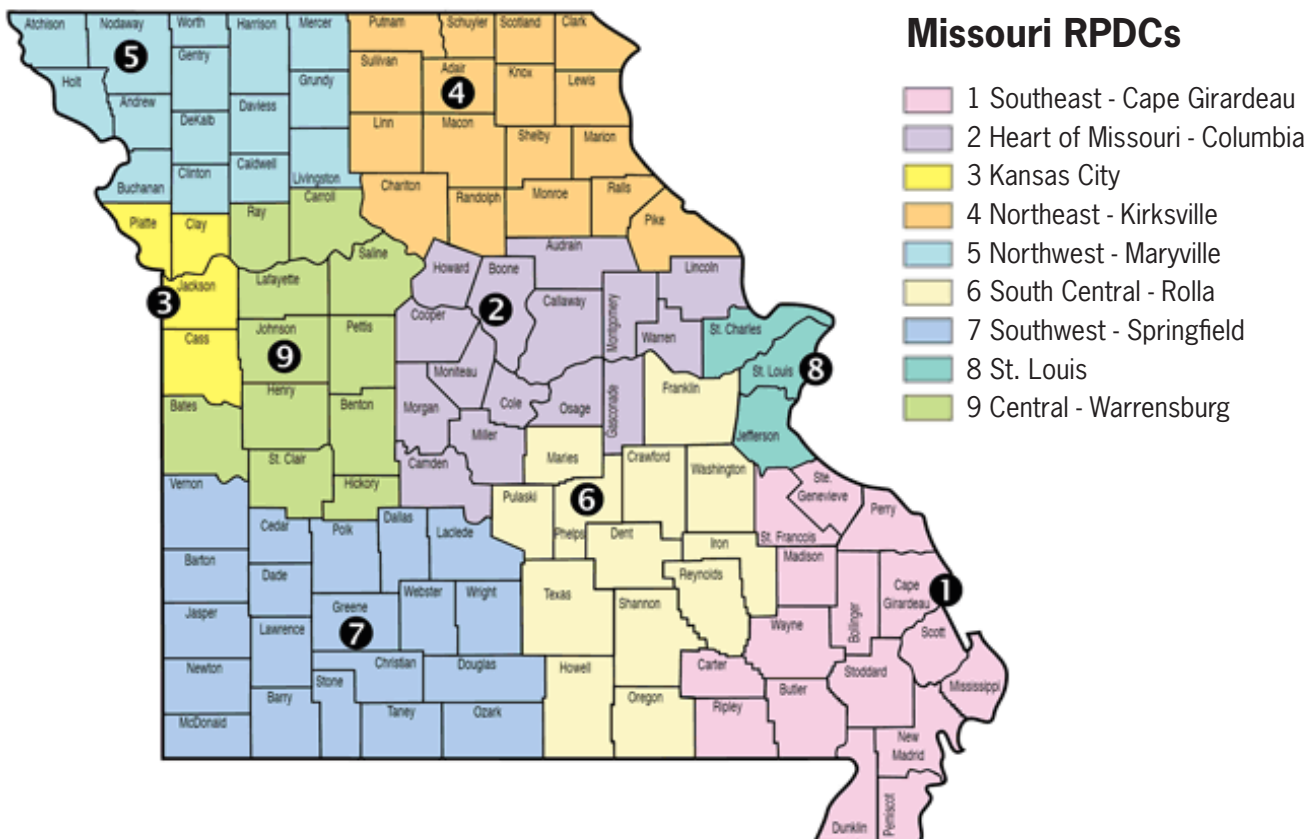 Missouri RPDCs
1 Southeast - Cape Girardeau
2 Heart of Missouri - Columbia
3 Kansas City
4 Northeast - Kirksville
5 Northwest - Maryville
6 South Central - Rolla
7 Southwest - Springfield
8 St. Louis
9 Central - Warrensburg
Atchison
Nodaway
Worth
Harrison
Mercer
Putnam
Schuyler
Scotland
Clark
5
Gentry
Sullivan
Adair
Knox
Lewis
4
Holt
Andrew
DeKalb
Daviess
Grundy
Linn
Macon
Shelby
Marion
Buchanan
Clinton
Caldwell
Livingston
Chariton
Randolph
Monroe
Ralls
Pike
Platte
Clay
Ray
Carroll
Saline
Howard
Boone
Audrain
Lincoln
3
Jackson
Lafayette
Cooper
2
Callaway
Montgomery
Warren
St. Charles
Cass
Johnson
9
Pettis
Moniteau
St. Louis
8
Bates
Henry
Benton
Morgan
Cole
Osage
Gasconade
Franklin
Jefferson
Miller
St. Clair
Hickory
Camden
Maries
Crawford
Washington
Ste.
Genevieve
Perry
Vernon
Cedar
Polk
Dallas
Laclede
Pulaski
6
Phelps
Dent
Iron
St. Francois
Madison
Barton
Dade
Webster
Wright
Texas
Shannon
Reynolds
Bollinger
Cape
Girardeau
1
Jasper
Lawrence
Greene
7
Wayne
Scott
Newton
Christian
Douglas
Howell
Carter
Stoddard
Mississippi
McDonald
Barry
Stone
Taney
Ozark
Oregon
Ripley
Butler
New
Madrid
Dunklin
Pemiscot